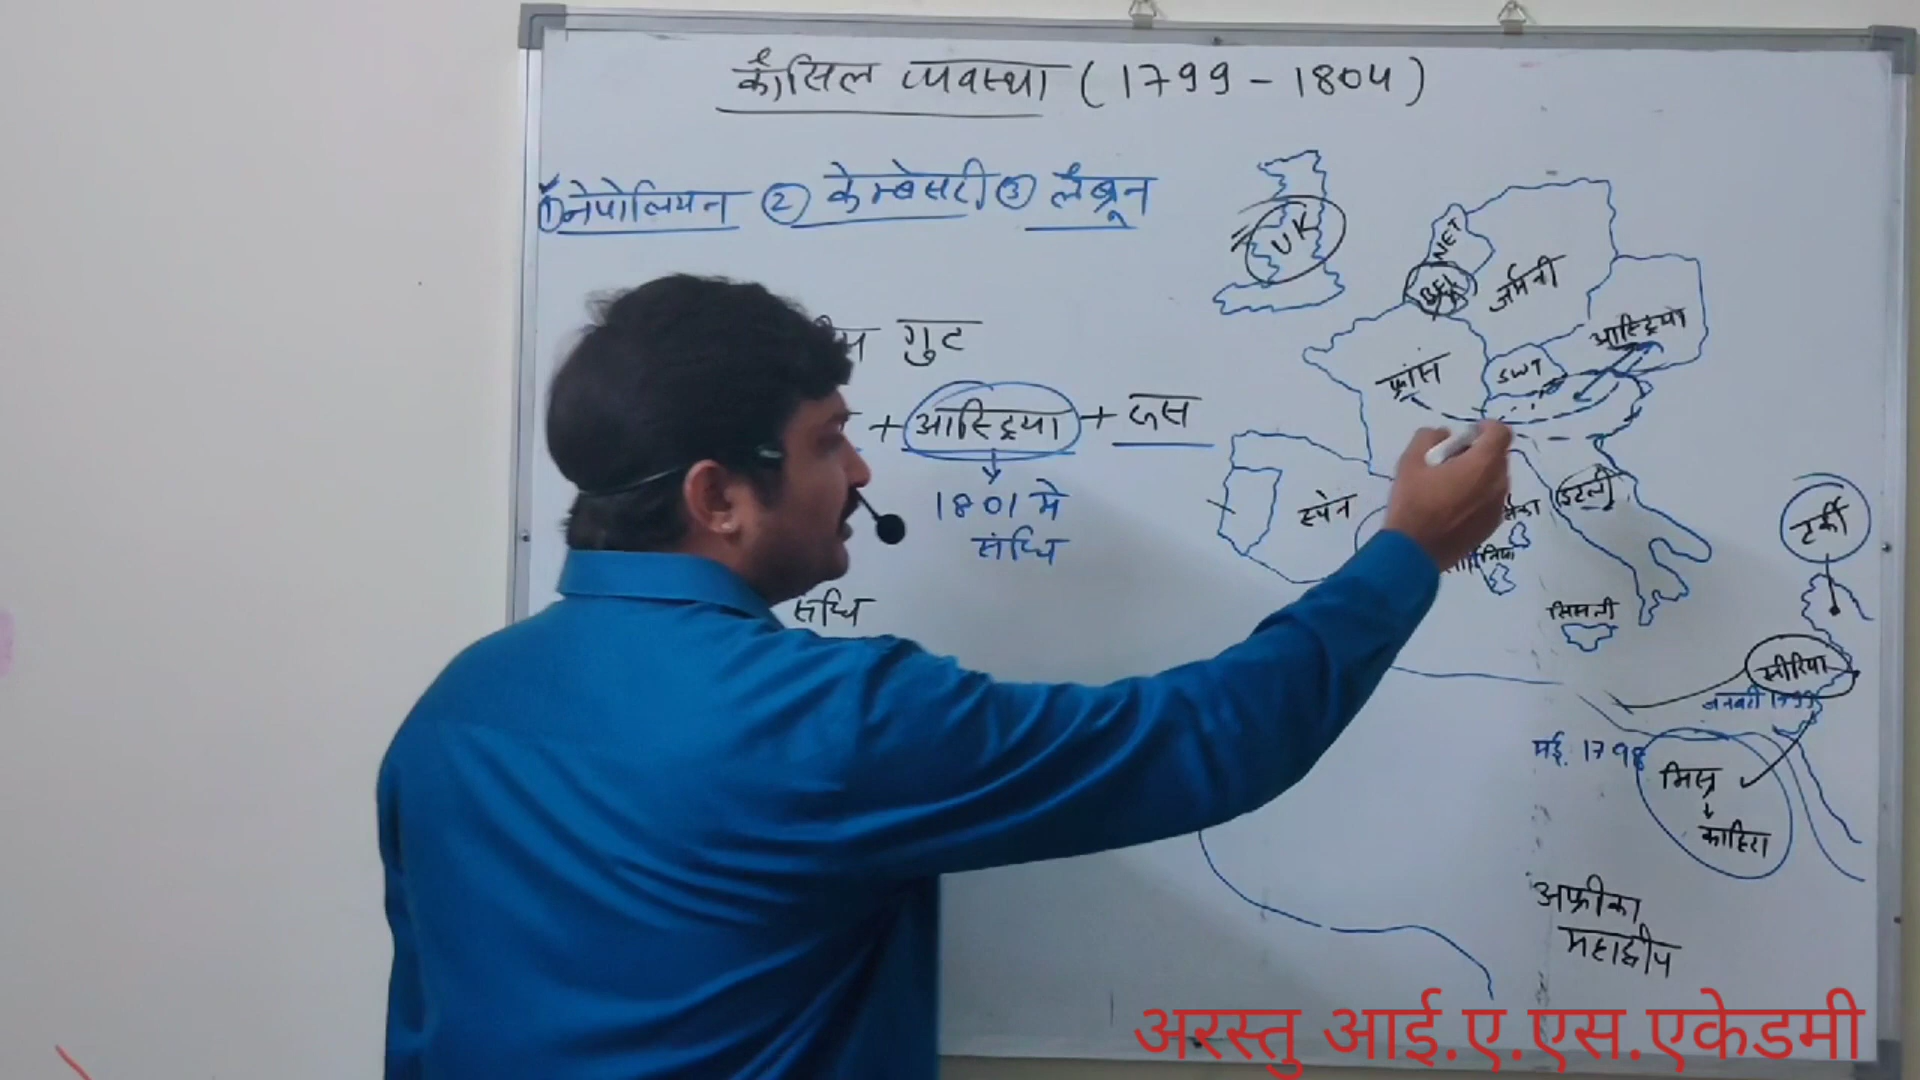 कौंसिल व्यवस्था (1799-1804)
① नेपोलियन ② केम्बेसरी ③ लैब्रून
गुट
+ आस्ट्रिया + रूस
1801 मे
संधि
संधि
UK
NET
BEL
जर्मनी
आस्ट्रिया
फ्रांस
SWT
स्पेन
इटली
सिसली
टर्की
सीरिया
जनवरी 1799
मई. 1798
मिस्र
काहिरा
अफ्रीका
महाद्वीप
अरस्तु आई.ए.एस.एकेडमी